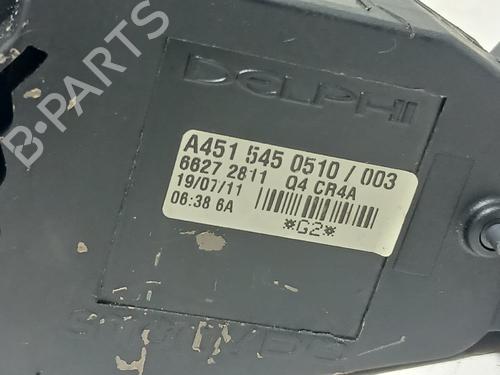 B-PARTS
DELPHI
A451 545 0510 / 003
6627 2811 Q4 CR4A
19/07/11
06:38 6A
*G2*